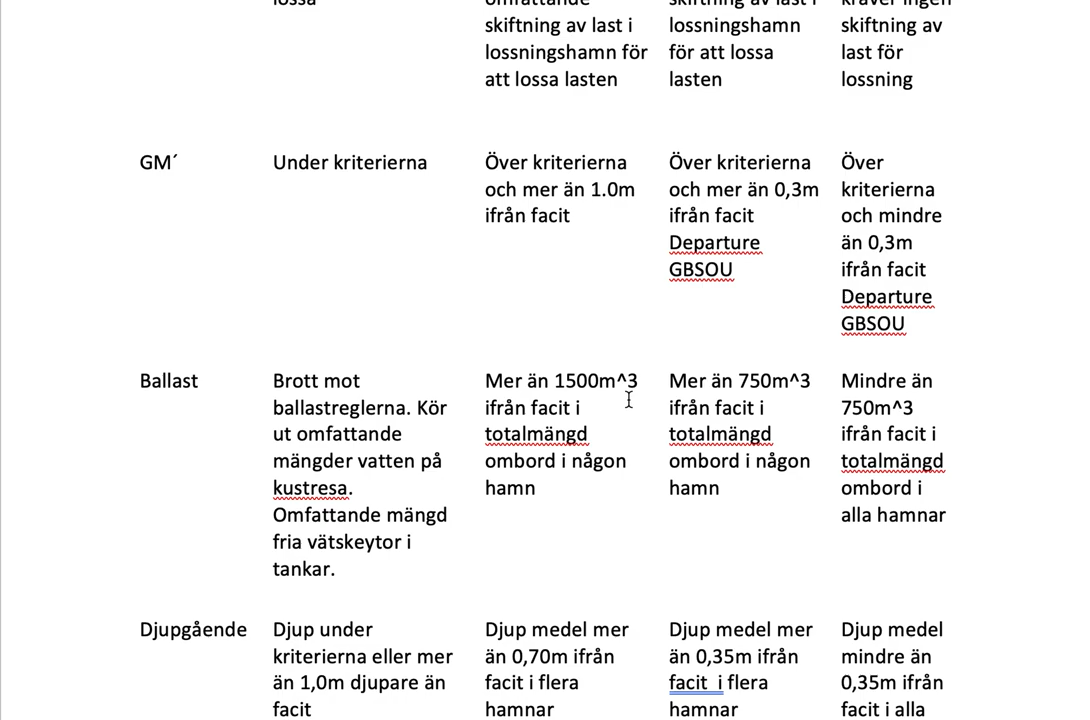 lossa
omfattande
skiftning av last i
lossningshamn för
att lossa lasten
skiftning av last i
lossningshamn
för att lossa
lasten
kräver ingen
skiftning av
last för
lossning
GM´
Under kriterierna
Över kriterierna
och mer än 1.0m
ifrån facit
Över kriterierna
och mer än 0,3m
ifrån facit
Departure
GBSOU
Över
kriterierna
och mindre
än 0,3m
ifrån facit
Departure
GBSOU
Ballast
Brott mot
ballastreglerna. Kör
ut omfattande
mängder vatten på
kustresa.
Omfattande mängd
fria vätskeytor i
tankar.
Mer än 1500m^3
ifrån facit i
totalmängd
ombord i någon
hamn
Mer än 750m^3
ifrån facit i
totalmängd
ombord i någon
hamn
Mindre än
750m^3
ifrån facit i
totalmängd
ombord i
alla hamnar
Djupgående
Djup under
kriterierna eller mer
än 1,0m djupare än
facit
Djup medel mer
än 0,70m ifrån
facit i flera
hamnar
Djup medel mer
än 0,35m ifrån
facit  i flera
hamnar
Djup medel
mindre än
0,35m ifrån
facit i alla